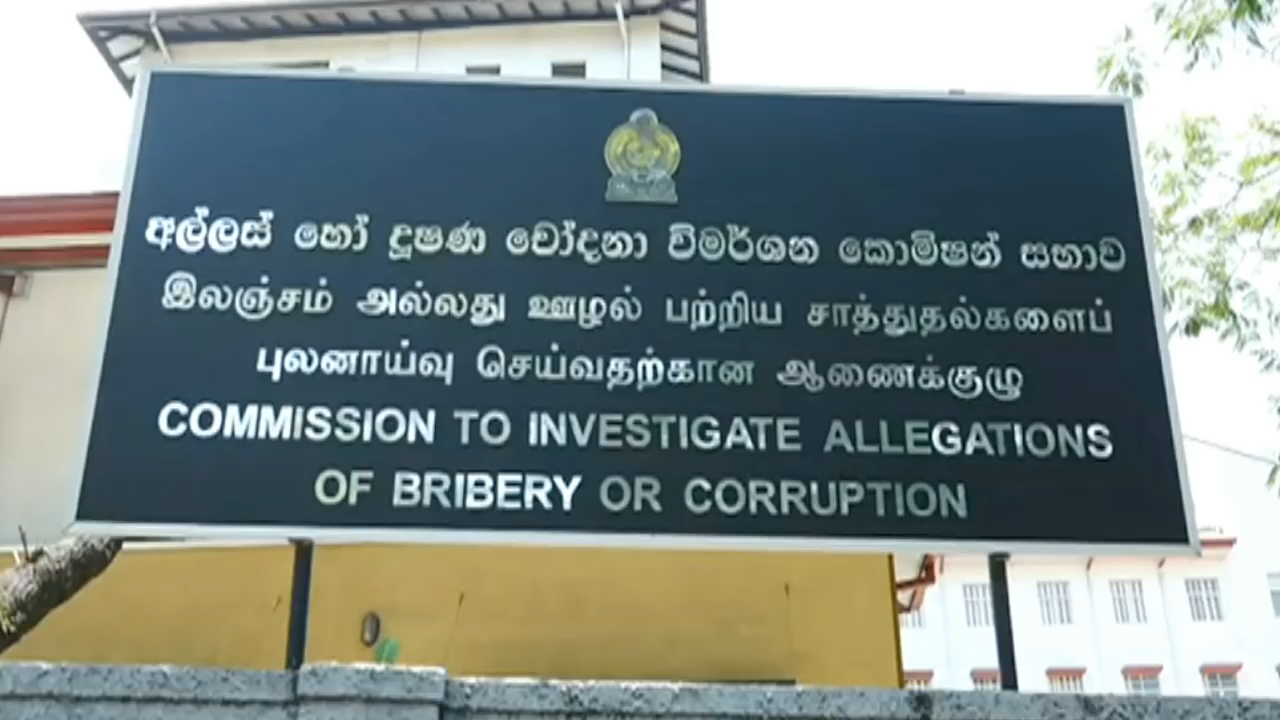 අල්ලස් හෝ දූෂණ චෝදනා විමර්ශන කොමිෂන් සභාව
இலஞ்சம் அல்லது ஊழல் பற்றிய சாத்துதல்களைப்
புலனாய்வு செய்வதற்கான ஆணைக்குழு
COMMISSION TO INVESTIGATE ALLEGATIONS
OF BRIBERY OR CORRUPTION